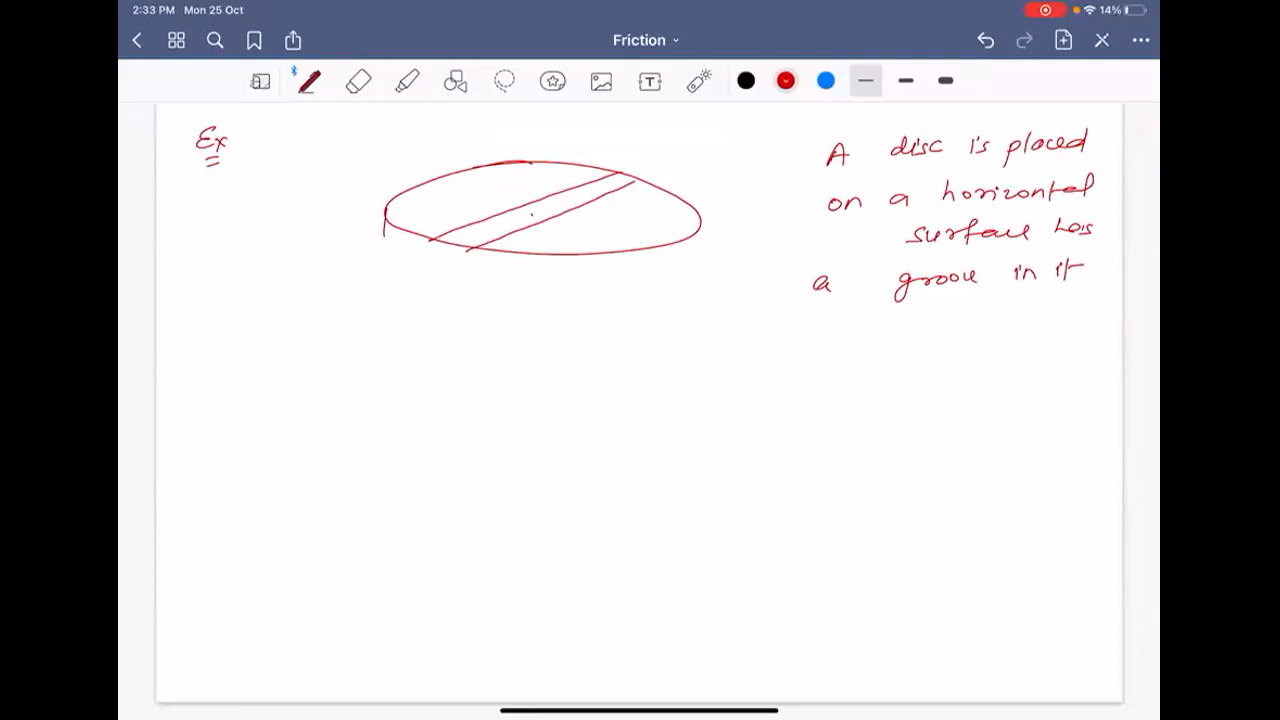 2:33 PM Mon 25 Oct
14%
Friction
T
Ex
A disc is placed
on a horizontal
surface has
a groove in it